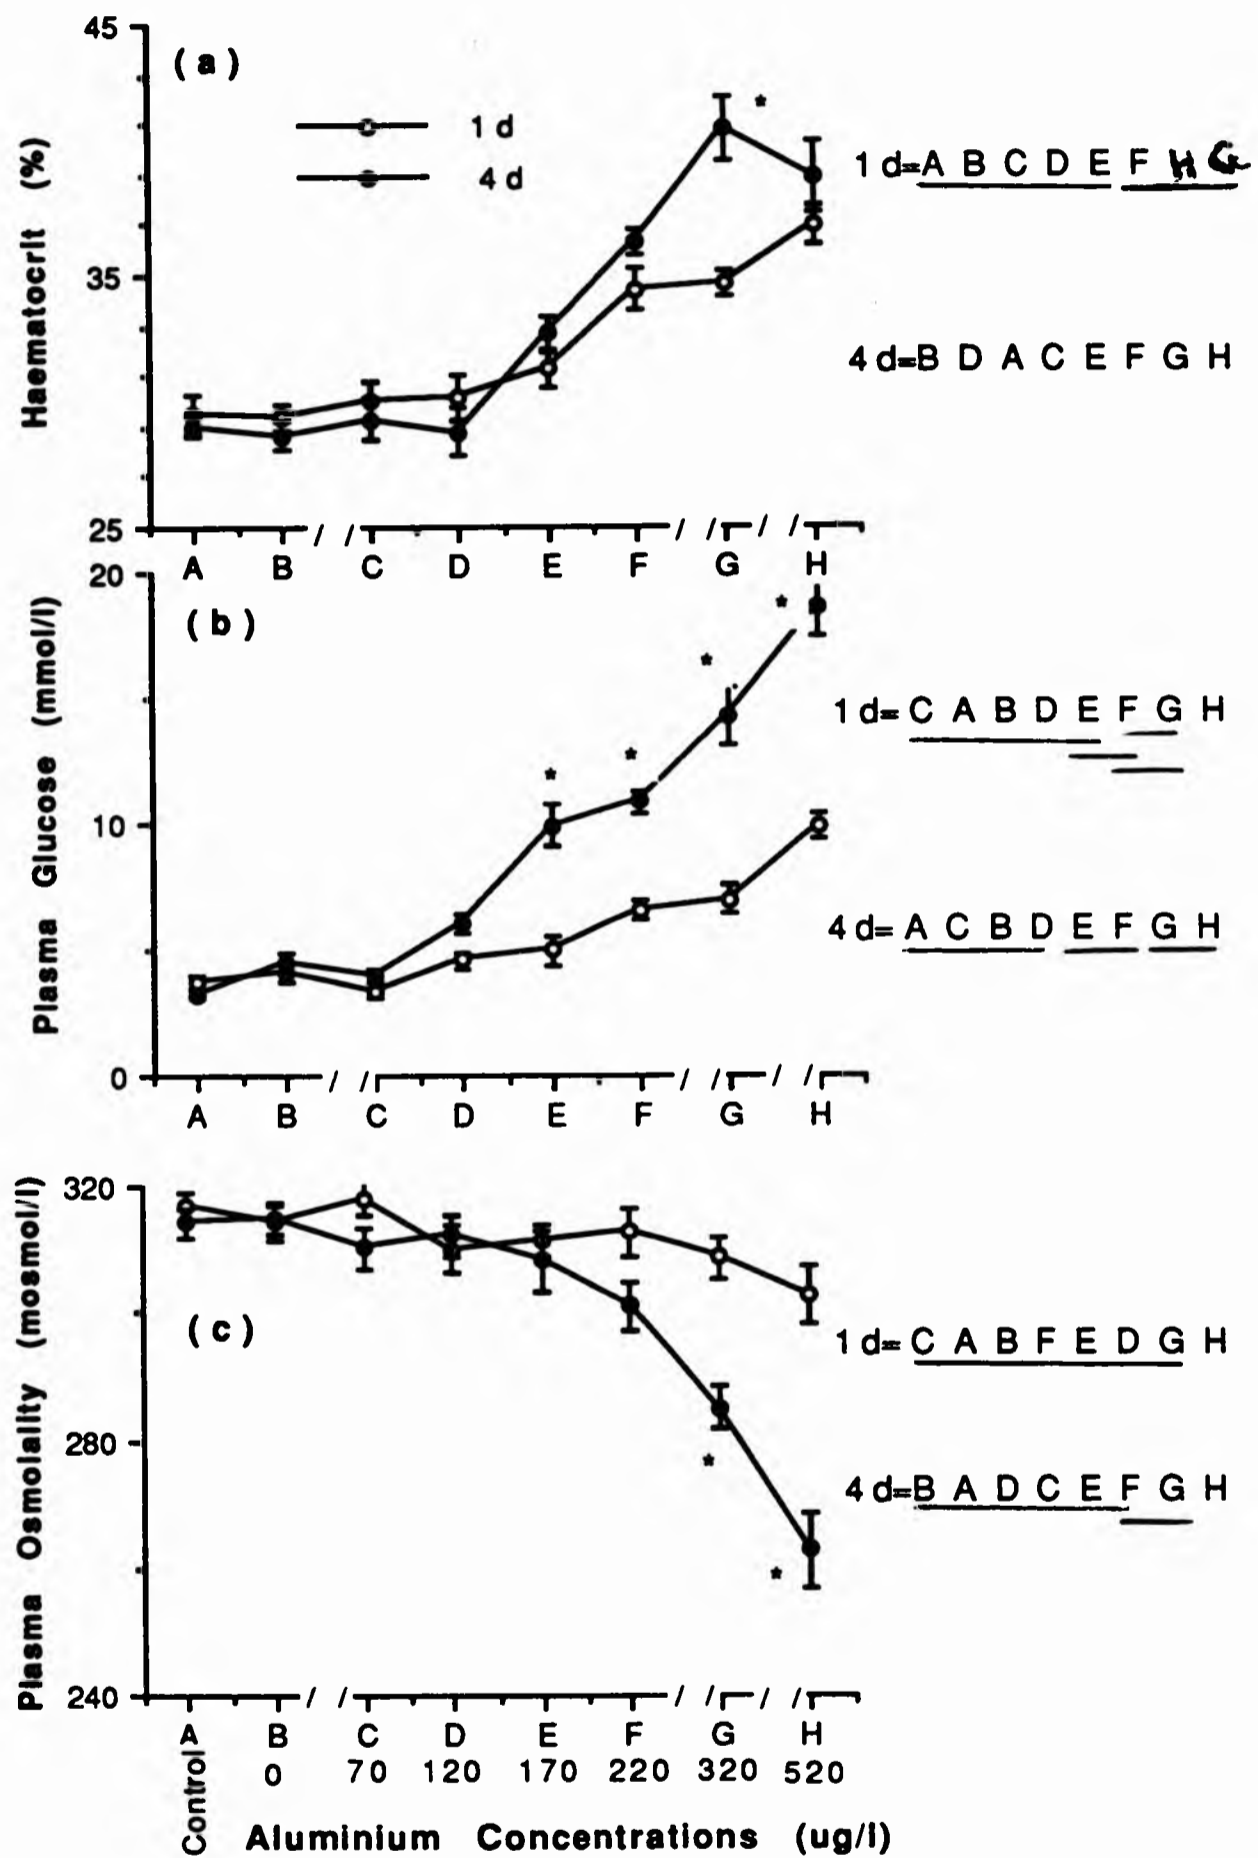 45
(a)
1 d
4 d
*
1 d=A B C D E F H G
35
4 d=B D A C E F G H
25
Haematocrit (%)
A B // C D E F // G // H
20
(b)
*
*
*
*
1 d= C A B D E F G H
10
4 d= A C B D E F G H
0
Plasma Glucose (mmol/l)
A B // C D E F // G // H
320
(c)
1 d= C A B F E D G H
280
*
4 d=B A D C E F G H
*
240
Plasma Osmolality (mosmol/l)
A B // C D E F // G // H
Control 0 70 120 170 220 320 520
Aluminium Concentrations (ug/l)